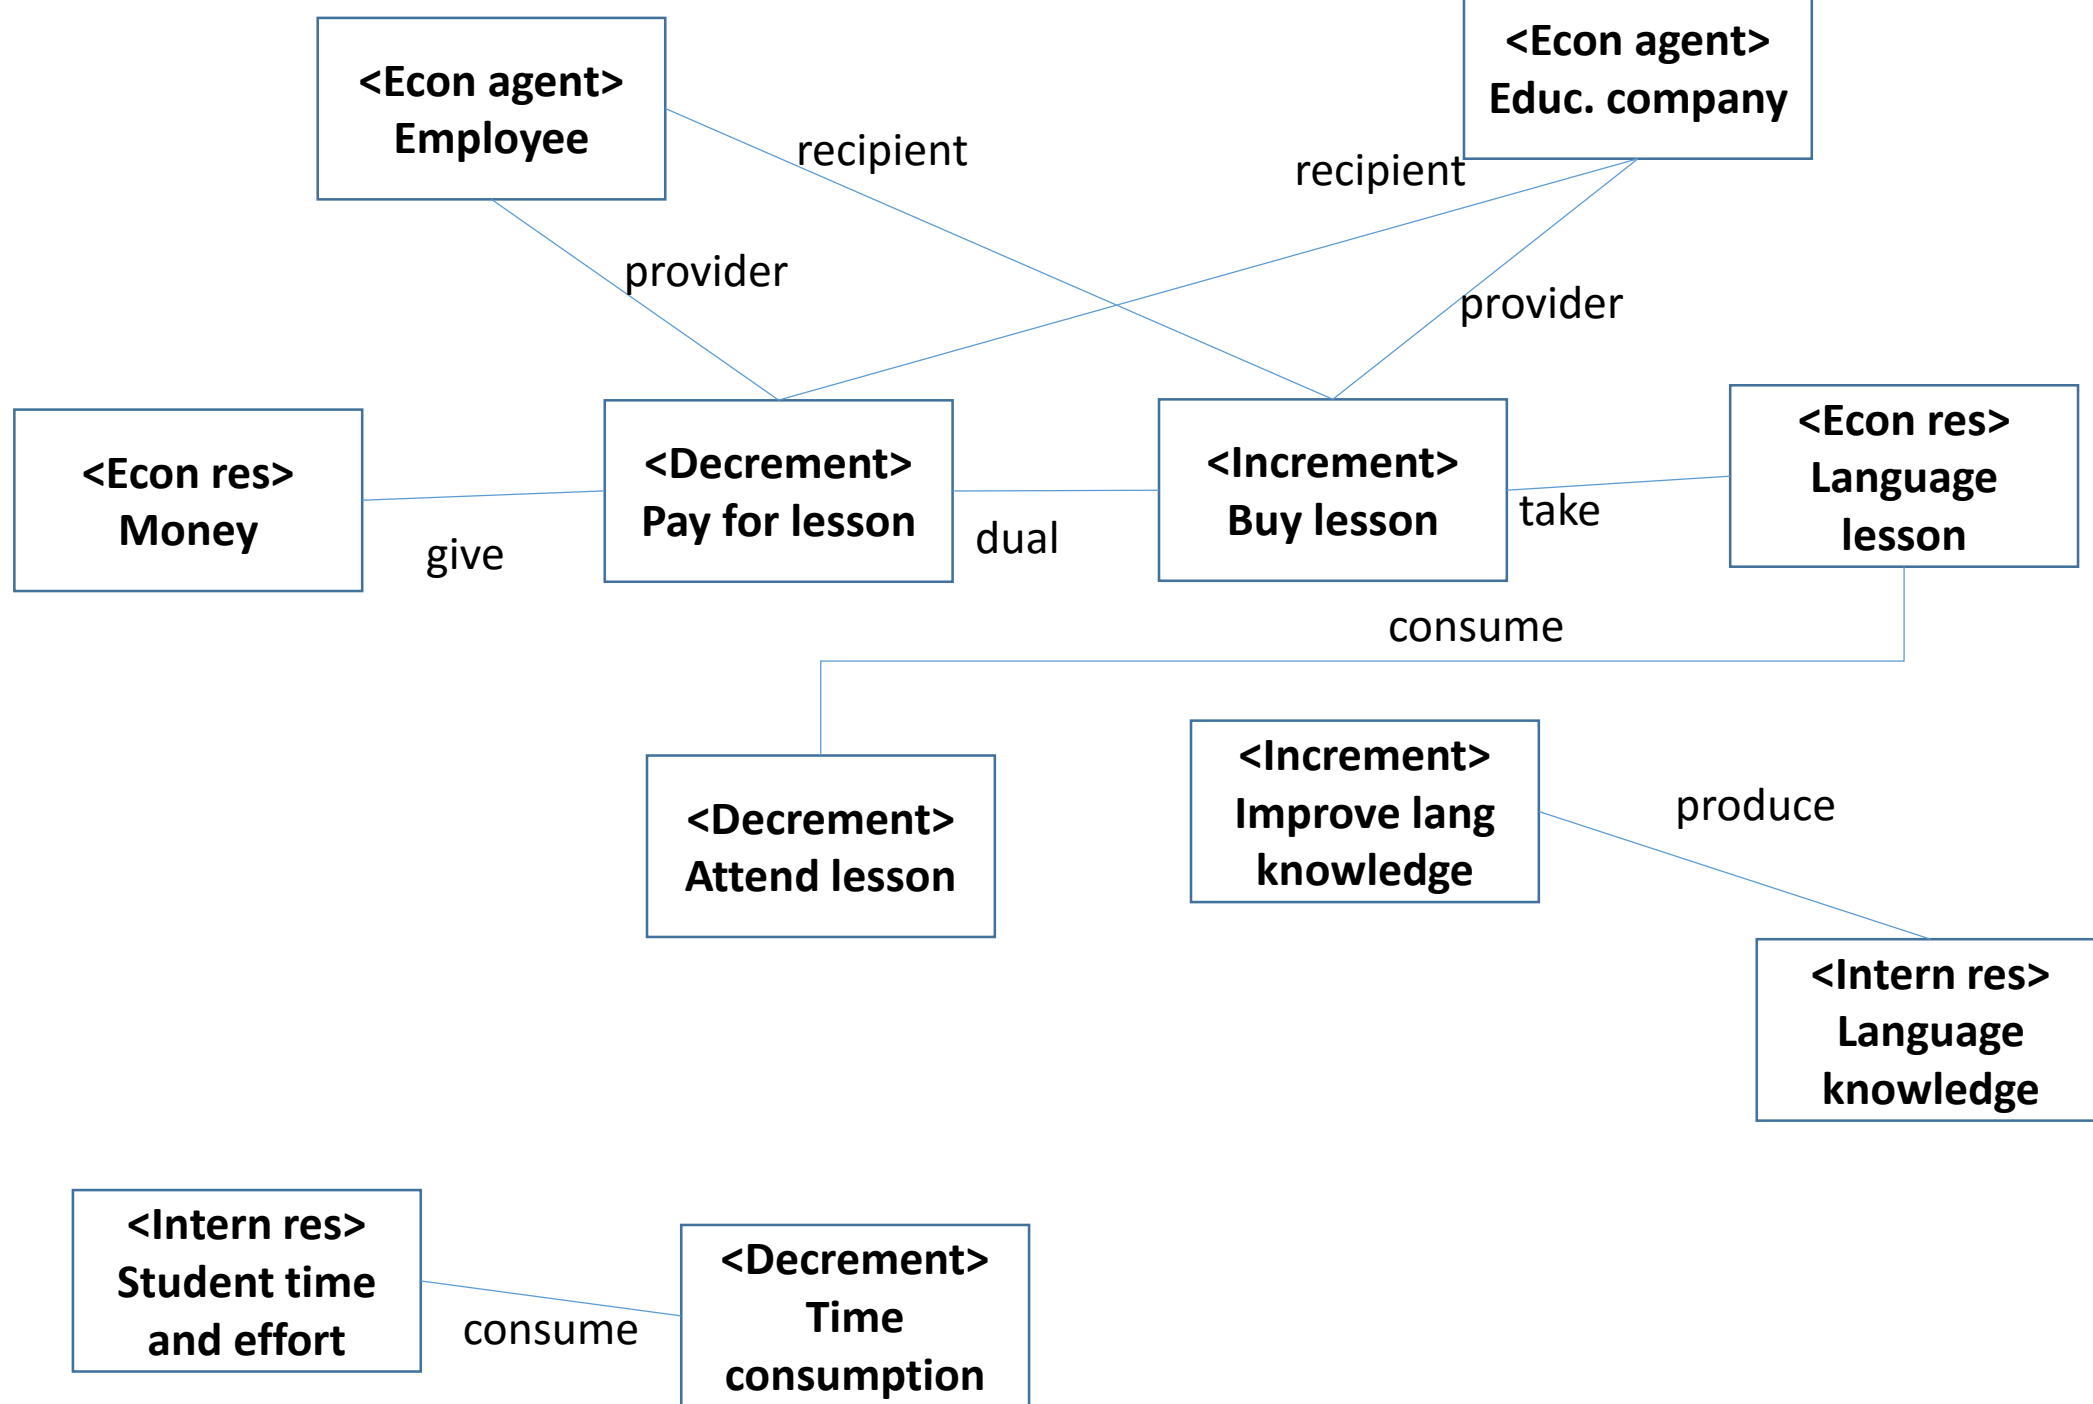 <Econ agent>
Employee
<Econ agent>
Educ. company
recipient
recipient
provider
provider
<Econ res>
Money
give
<Decrement>
Pay for lesson
dual
<Increment>
Buy lesson
take
<Econ res>
Language
lesson
consume
<Decrement>
Attend lesson
<Increment>
Improve lang
knowledge
produce
<Intern res>
Language
knowledge
<Intern res>
Student time
and effort
consume
<Decrement>
Time
consumption